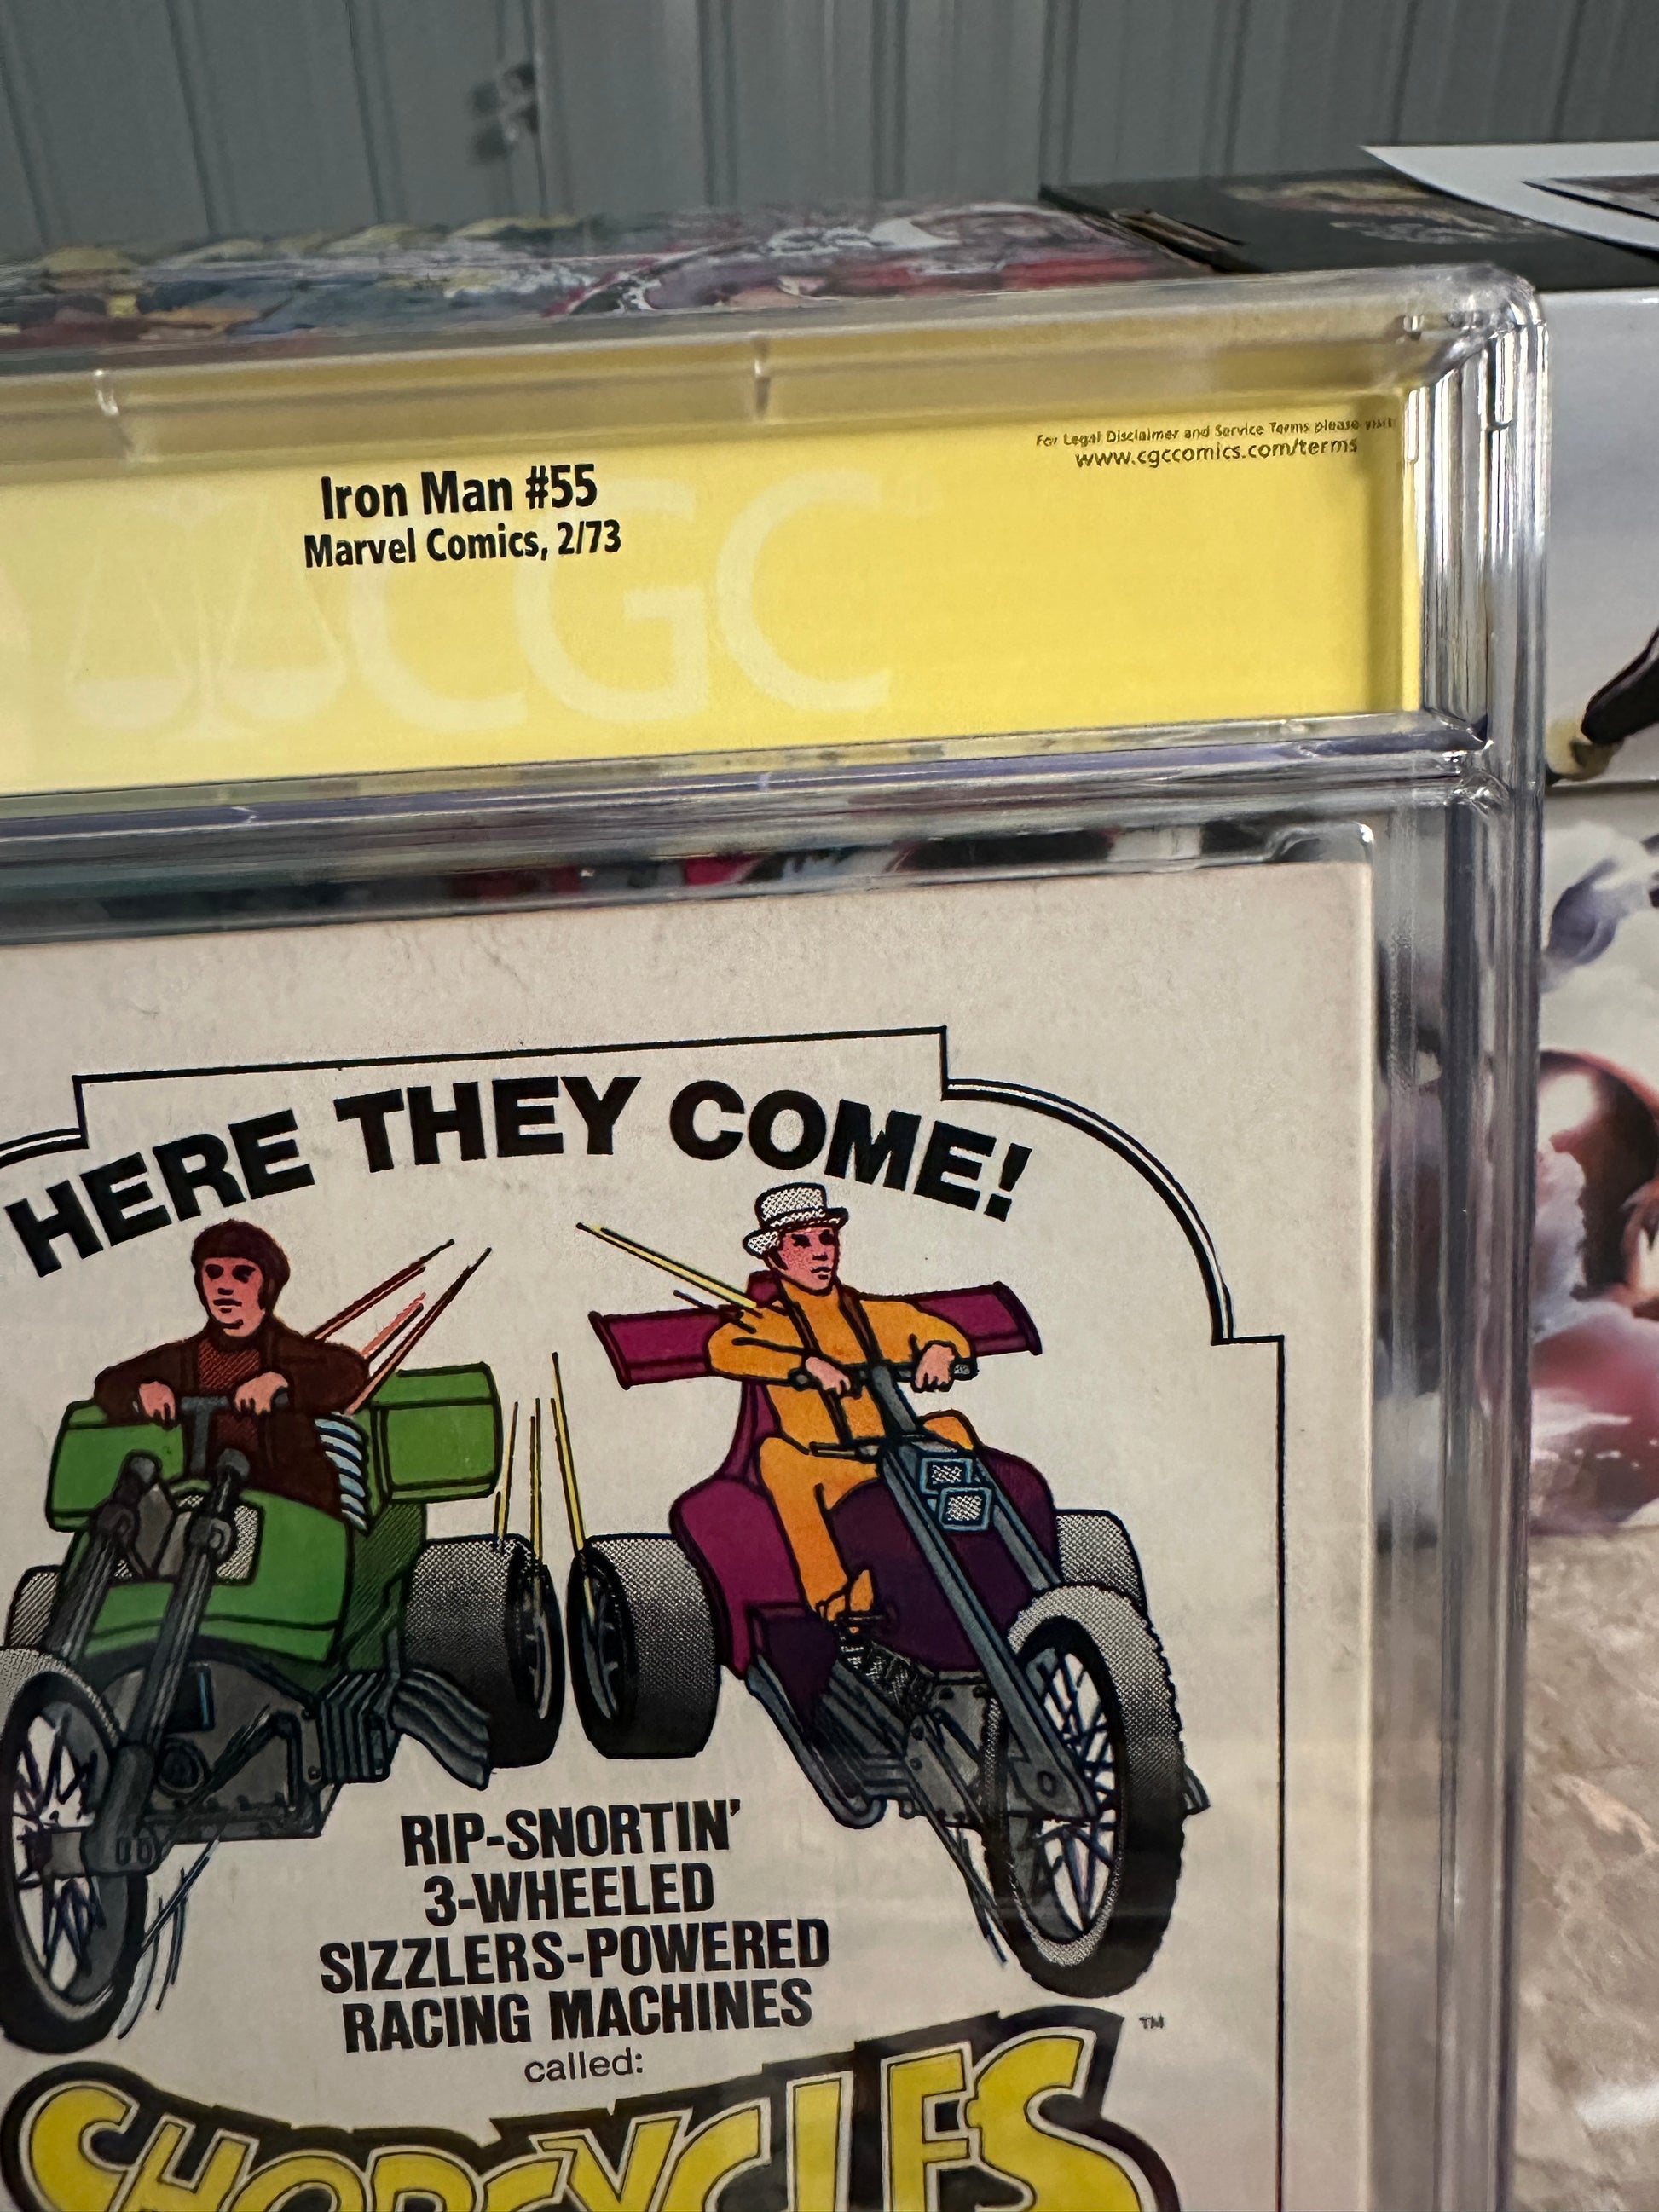 For Legal Disclaimer and Service Terms please visit:
www.cgccomics.com/terms
Iron Man #55
Marvel Comics, 2/73
CGC
HERE THEY COME!
RIP-SNORTIN'
3-WHEELED
SIZZLERS-POWERED
RACING MACHINES
called:
CHOPCYCLES™